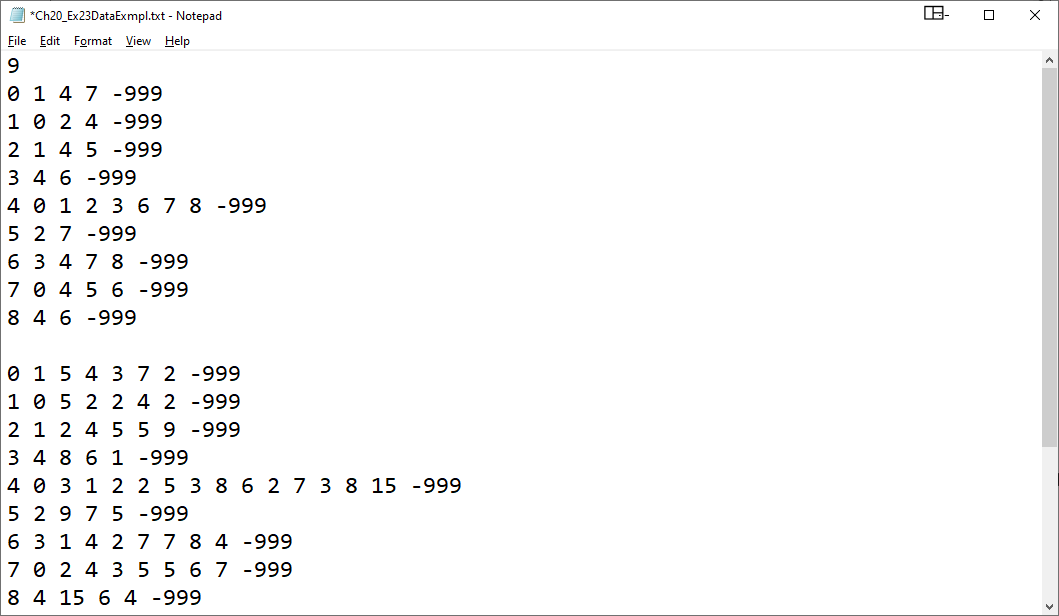 *Ch20_Ex23DataExmpl.txt - Notepad
File Edit Format View Help
9
0 1 4 7 -999
1 0 2 4 -999
2 1 4 5 -999
3 4 6 -999
4 0 1 2 3 6 7 8 -999
5 2 7 -999
6 3 4 7 8 -999
7 0 4 5 6 -999
8 4 6 -999

0 1 5 4 3 7 2 -999
1 0 5 2 2 4 2 -999
2 1 2 4 5 5 9 -999
3 4 8 6 1 -999
4 0 3 1 2 2 5 3 8 6 2 7 3 8 15 -999
5 2 9 7 5 -999
6 3 1 4 2 7 7 8 4 -999
7 0 2 4 3 5 5 6 7 -999
8 4 15 6 4 -999